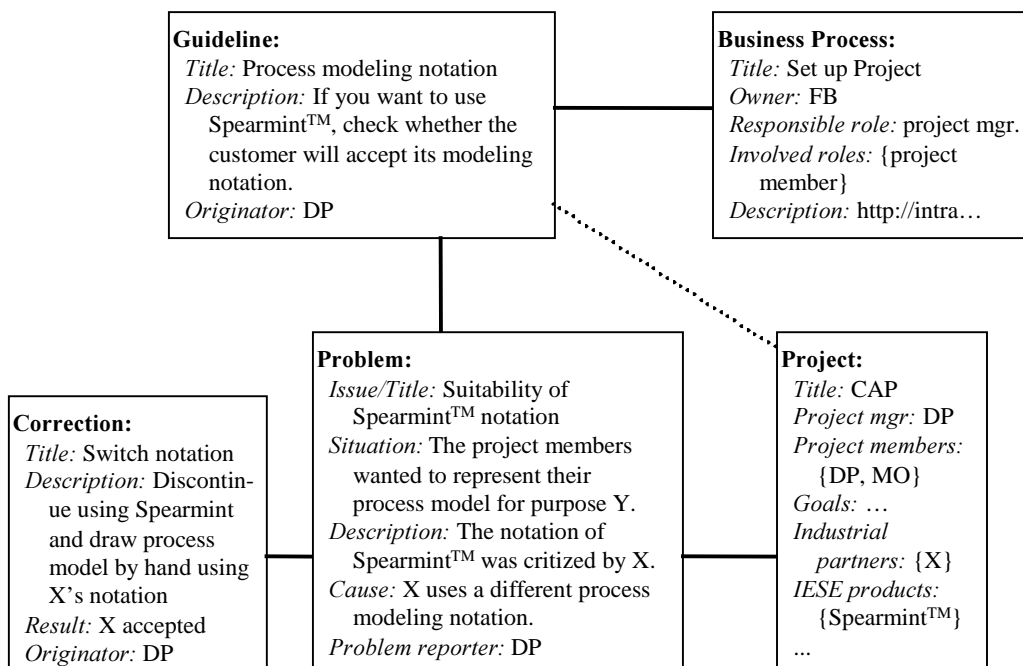 Guideline:
Title: Process modeling notation
Description: If you want to use
Spearmint™, check whether the
customer will accept its modeling
notation.
Originator: DP
Business Process:
Title: Set up Project
Owner: FB
Responsible role: project mgr.
Involved roles: {project
member}
Description: http://intra…
Correction:
Title: Switch notation
Description: Discontin-
ue using Spearmint
and draw process
model by hand using
X’s notation
Result: X accepted
Originator: DP
Problem:
Issue/Title: Suitability of
Spearmint™ notation
Situation: The project members
wanted to represent their
process model for purpose Y.
Description: The notation of
Spearmint™ was critized by X.
Cause: X uses a different process
modeling notation.
Problem reporter: DP
Project:
Title: CAP
Project mgr: DP
Project members:
{DP, MO}
Goals: …
Industrial
partners: {X}
IESE products:
{Spearmint™}
...